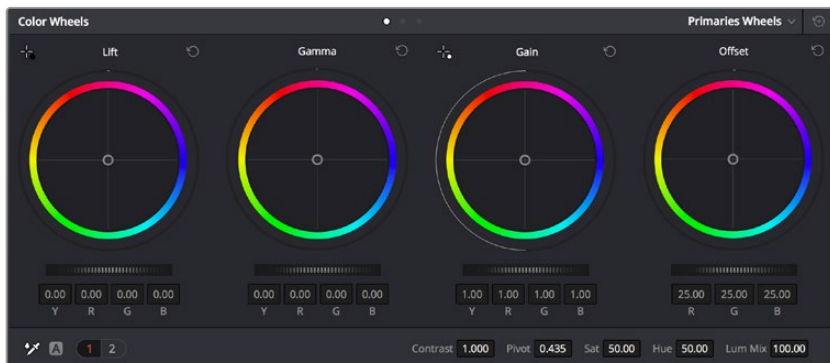 Color Wheels Primaries Wheels
Lift Gamma Gain Offset
0.00 0.00 0.00 0.00 0.00 0.00 0.00 0.00 1.00 1.00 1.00 1.00 25.00 25.00 25.00
Y R G B Y R G B Y R G B R G B
A 1 2 Contrast 1.000 Pivot 0.435 Sat 50.00 Hue 50.00 Lum Mix 100.00